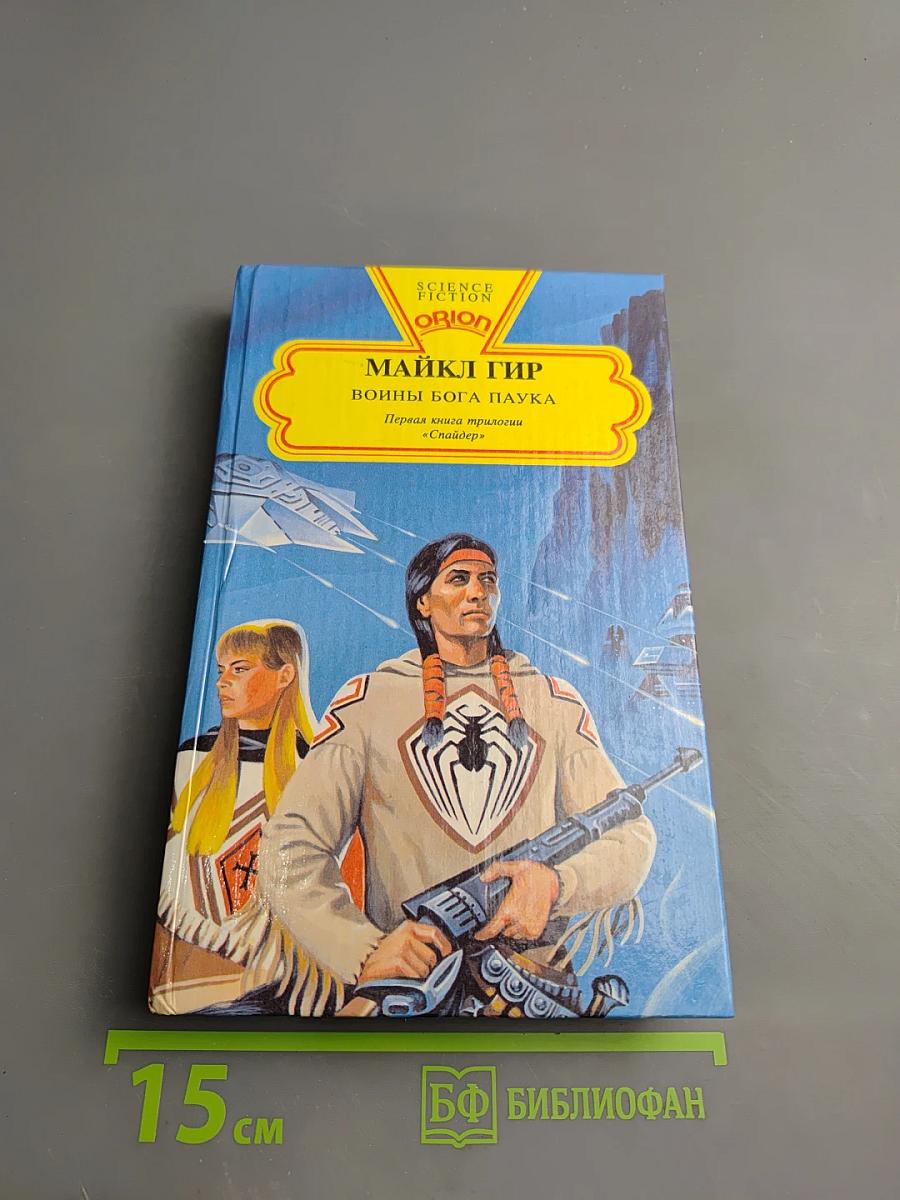 SCIENCE
FICTION
ORION
МАЙКЛ ГИР
ВОИНЫ БОГА ПАУКА
Первая книга трилогии
«Спайдер»
15 см
БФ БИБЛИОФАН